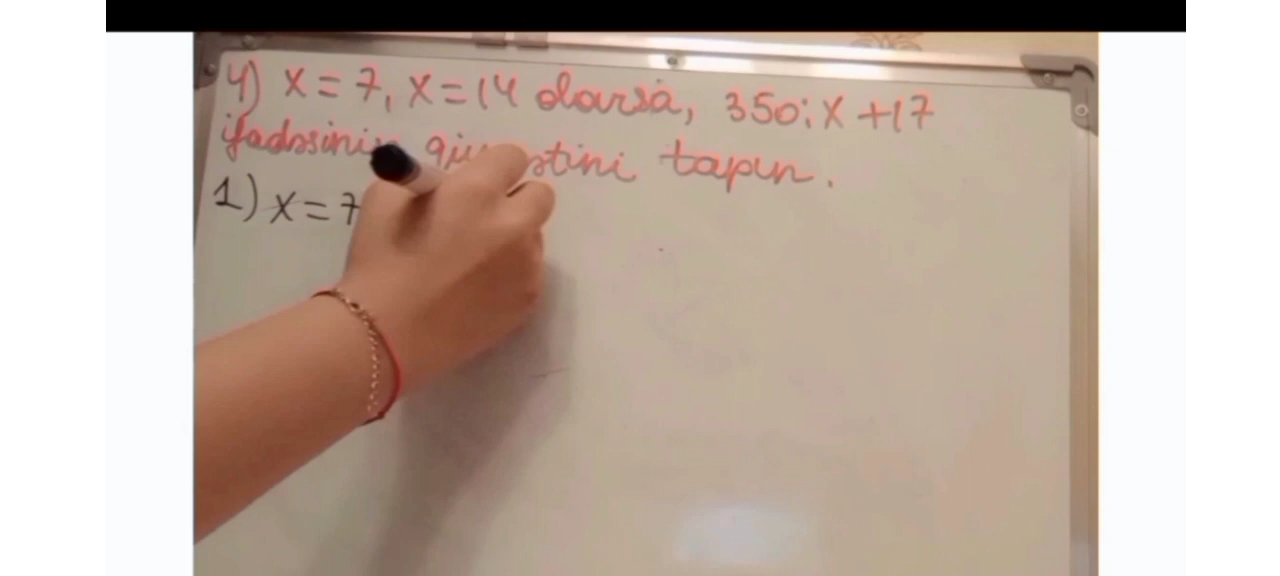 4) x = 7, x = 14 olarsa, 350:x + 17
tapın.
1) x = 7